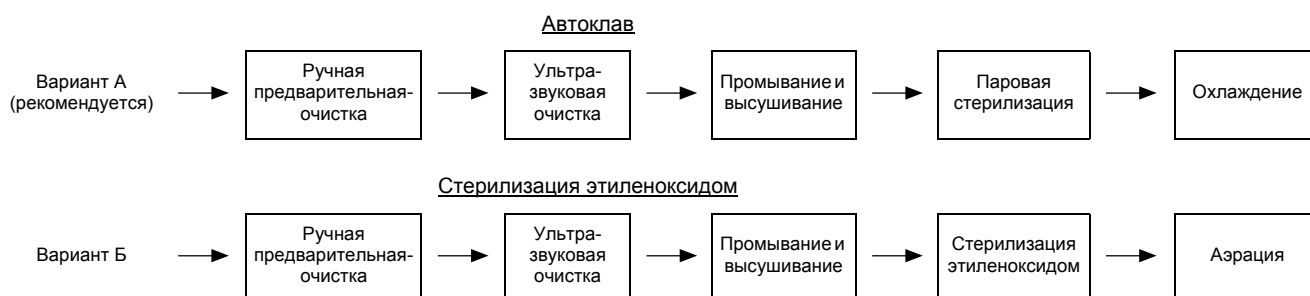 Автоклав
Вариант А
(рекомендуется)
Ручная
предварительная-
очистка
Ультра-
звуковая
очистка
Промывание и
высушивание
Паровая
стерилизация
Охлаждение
Стерилизация этиленоксидом
Вариант Б
Ручная
предварительная-
очистка
Ультра-
звуковая
очистка
Промывание и
высушивание
Стерилизация
этиленоксидом
Аэрация